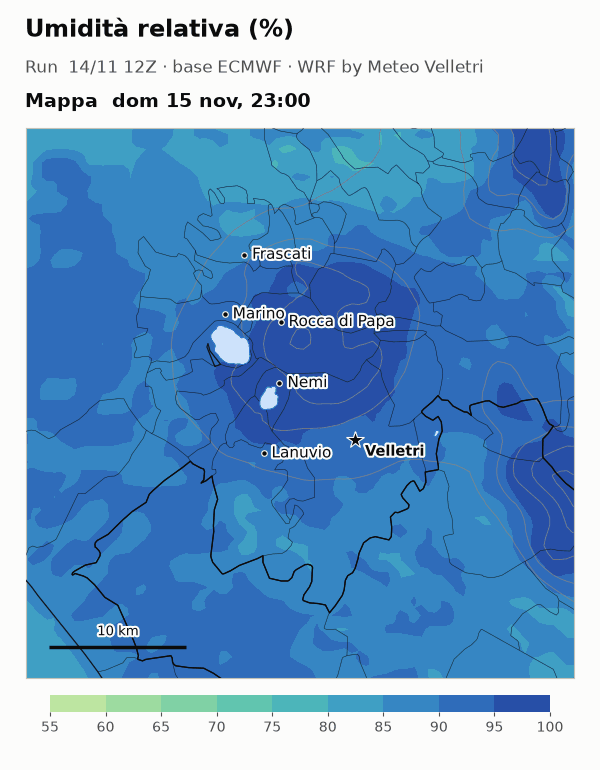 Umidità relativa (%)
Run  14/11 12Z · base ECMWF · WRF by Meteo Velletri
Mappa  dom 15 nov, 23:00
Frascati
Marino
Rocca di Papa
Nemi
Velletri
Lanuvio
10 km
55 60 65 70 75 80 85 90 95 100